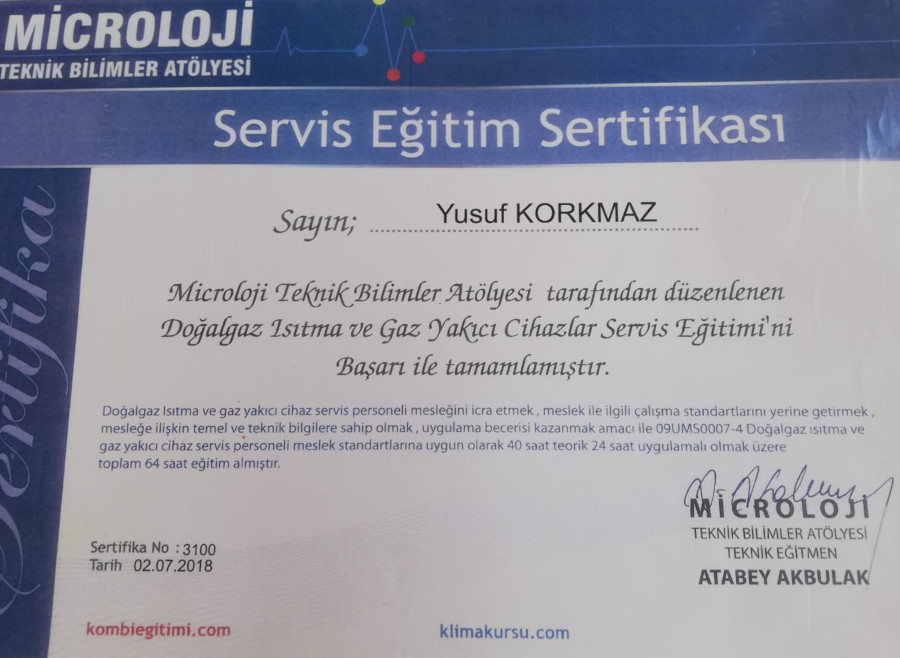 MİCROLOJİ
TEKNİK BİLİMLER ATÖLYESİ
Servis Eğitim Sertifikası
Sertifika
Sayın; Yusuf KORKMAZ
Microloji Teknik Bilimler Atölyesi tarafından düzenlenen
Doğalgaz Isıtma ve Gaz Yakıcı Cihazlar Servis Eğitimi'ni
Başarı ile tamamlamıştır.
Doğalgaz Isıtma ve gaz yakıcı cihaz servis personeli mesleğini icra etmek , meslek ile ilgili çalışma standartlarını yerine getirmek ,
mesleğe ilişkin temel ve teknik bilgilere sahip olmak , uygulama becerisi kazanmak amacı ile 09UMS0007-4 Doğalgaz ısıtma ve
gaz yakıcı cihaz servis personeli meslek standartlarına uygun olarak 40 saat teorik 24 saat uygulamalı olmak üzere
toplam 64 saat eğitim almıştır.
MİCROLOJİ
TEKNİK BİLİMLER ATÖLYESİ
TEKNİK EĞİTMEN
ATABEY AKBULAK
Sertifika No : 3100
Tarih 02.07.2018
kombiegitimi.com
klimakursu.com